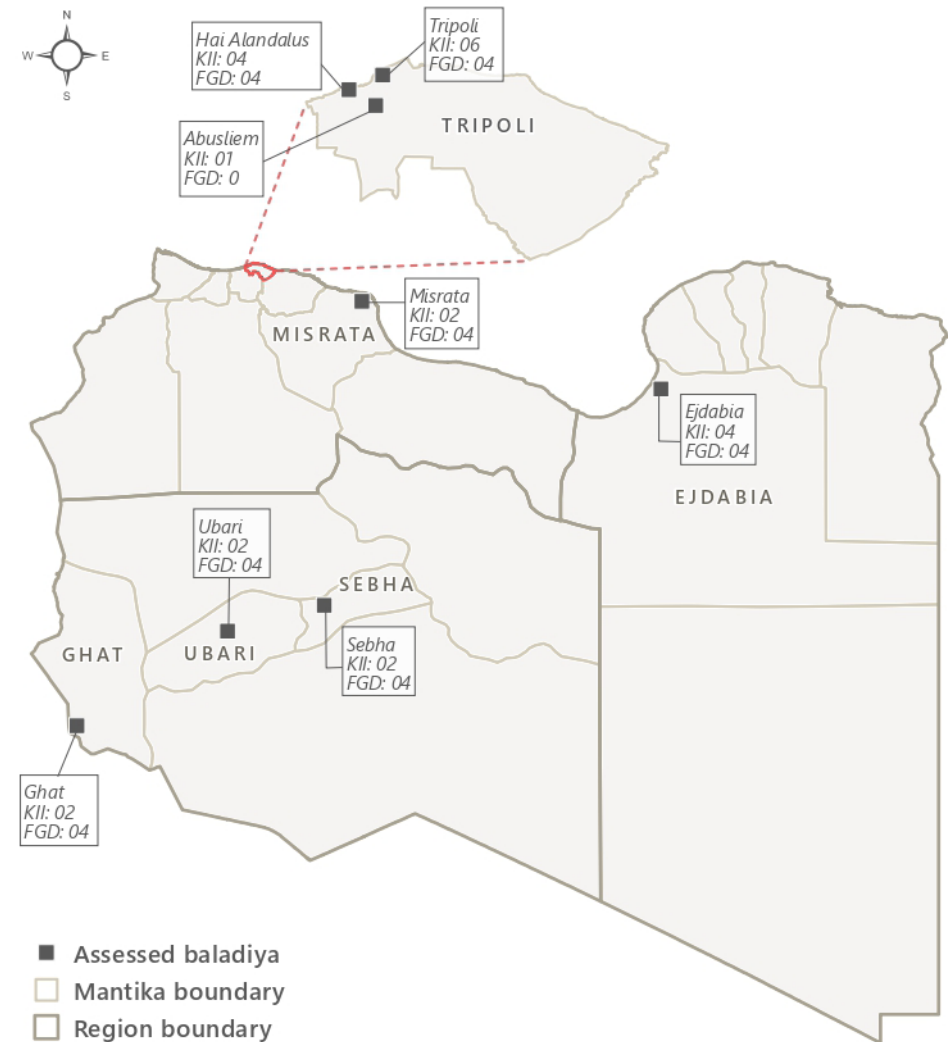 N
W
E
S
Hai Alandalus
KII: 04
FGD: 04
Tripoli
KII: 06
FGD: 04
Abusliem
KII: 01
FGD: 0
TRIPOLI
Misrata
KII: 02
FGD: 04
MISRATA
Ejdabia
KII: 04
FGD: 04
EJDABIA
Ubari
KII: 02
FGD: 04
SEBHA
GHAT
UBARI
Sebha
KII: 02
FGD: 04
Ghat
KII: 02
FGD: 04
Assessed baladiya
Mantika boundary
Region boundary